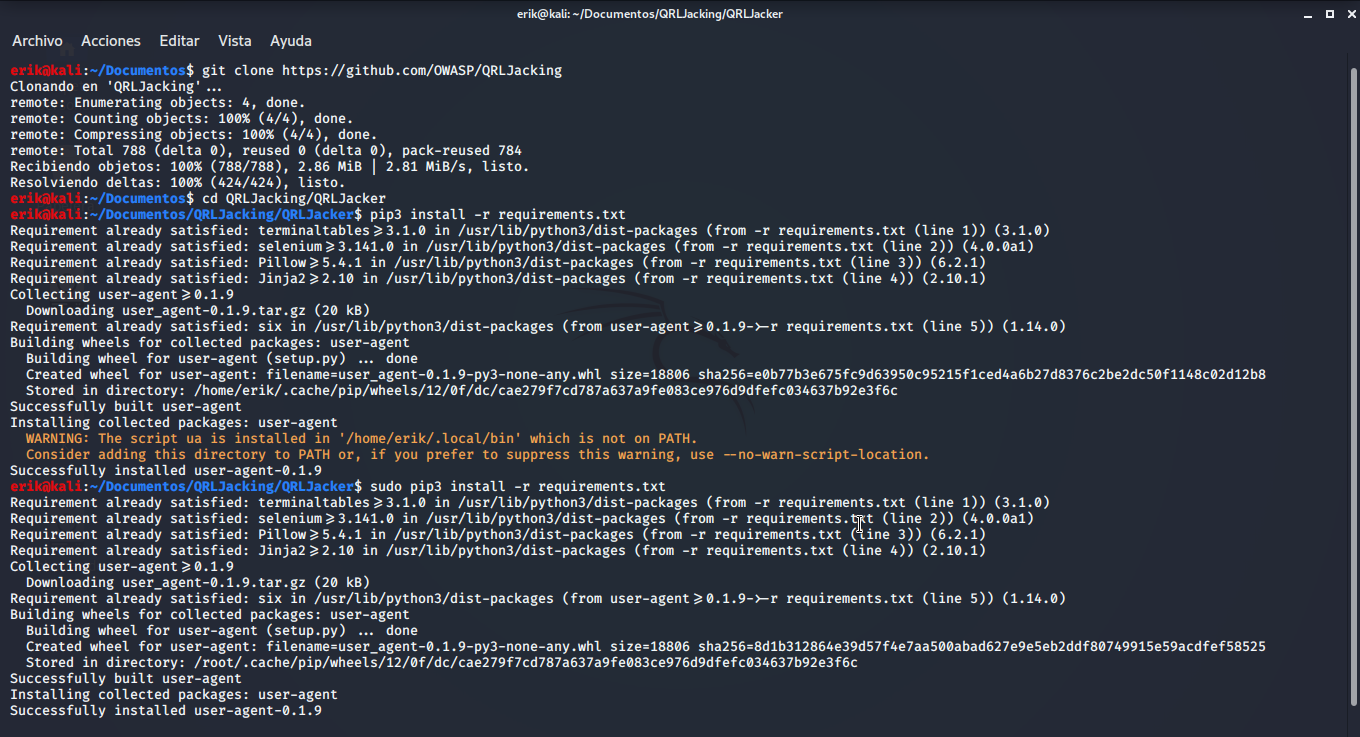 erik@kali: ~/Documentos/QRLJacking/QRLJacker
Archivo Acciones Editar Vista Ayuda
erik@kali:~/Documentos$ git clone https://github.com/OWASP/QRLJacking
Clonando en 'QRLJacking'...
remote: Enumerating objects: 4, done.
remote: Counting objects: 100% (4/4), done.
remote: Compressing objects: 100% (4/4), done.
remote: Total 788 (delta 0), reused 0 (delta 0), pack-reused 784
Recibiendo objetos: 100% (788/788), 2.86 MiB | 2.81 MiB/s, listo.
Resolviendo deltas: 100% (424/424), listo.
erik@kali:~/Documentos$ cd QRLJacking/QRLJacker
erik@kali:~/Documentos/QRLJacking/QRLJacker$ pip3 install -r requirements.txt
Requirement already satisfied: terminaltables≥3.1.0 in /usr/lib/python3/dist-packages (from -r requirements.txt (line 1)) (3.1.0)
Requirement already satisfied: selenium≥3.141.0 in /usr/lib/python3/dist-packages (from -r requirements.txt (line 2)) (4.0.0a1)
Requirement already satisfied: Pillow≥5.4.1 in /usr/lib/python3/dist-packages (from -r requirements.txt (line 3)) (6.2.1)
Requirement already satisfied: Jinja2≥2.10 in /usr/lib/python3/dist-packages (from -r requirements.txt (line 4)) (2.10.1)
Collecting user-agent≥0.1.9
  Downloading user_agent-0.1.9.tar.gz (20 kB)
Requirement already satisfied: six in /usr/lib/python3/dist-packages (from user-agent≥0.1.9->-r requirements.txt (line 5)) (1.14.0)
Building wheels for collected packages: user-agent
  Building wheel for user-agent (setup.py) ... done
  Created wheel for user-agent: filename=user_agent-0.1.9-py3-none-any.whl size=18806 sha256=e0b77b3e675fc9d63950c95215f1ced4a6b27d8376c2be2dc50f1148c02d12b8
  Stored in directory: /home/erik/.cache/pip/wheels/12/0f/dc/cae279f7cd787a637a9fe083ce976d9dfefc034637b92e3f6c
Successfully built user-agent
Installing collected packages: user-agent
  WARNING: The script ua is installed in '/home/erik/.local/bin' which is not on PATH.
  Consider adding this directory to PATH or, if you prefer to suppress this warning, use --no-warn-script-location.
Successfully installed user-agent-0.1.9
erik@kali:~/Documentos/QRLJacking/QRLJacker$ sudo pip3 install -r requirements.txt
Requirement already satisfied: terminaltables≥3.1.0 in /usr/lib/python3/dist-packages (from -r requirements.txt (line 1)) (3.1.0)
Requirement already satisfied: selenium≥3.141.0 in /usr/lib/python3/dist-packages (from -r requirements.txt (line 2)) (4.0.0a1)
Requirement already satisfied: Pillow≥5.4.1 in /usr/lib/python3/dist-packages (from -r requirements.txt (line 3)) (6.2.1)
Requirement already satisfied: Jinja2≥2.10 in /usr/lib/python3/dist-packages (from -r requirements.txt (line 4)) (2.10.1)
Collecting user-agent≥0.1.9
  Downloading user_agent-0.1.9.tar.gz (20 kB)
Requirement already satisfied: six in /usr/lib/python3/dist-packages (from user-agent≥0.1.9->-r requirements.txt (line 5)) (1.14.0)
Building wheels for collected packages: user-agent
  Building wheel for user-agent (setup.py) ... done
  Created wheel for user-agent: filename=user_agent-0.1.9-py3-none-any.whl size=18806 sha256=8d1b312864e39d57f4e7aa500abad627e9e5eb2ddf80749915e59acdfef58525
  Stored in directory: /root/.cache/pip/wheels/12/0f/dc/cae279f7cd787a637a9fe083ce976d9dfefc034637b92e3f6c
Successfully built user-agent
Installing collected packages: user-agent
Successfully installed user-agent-0.1.9